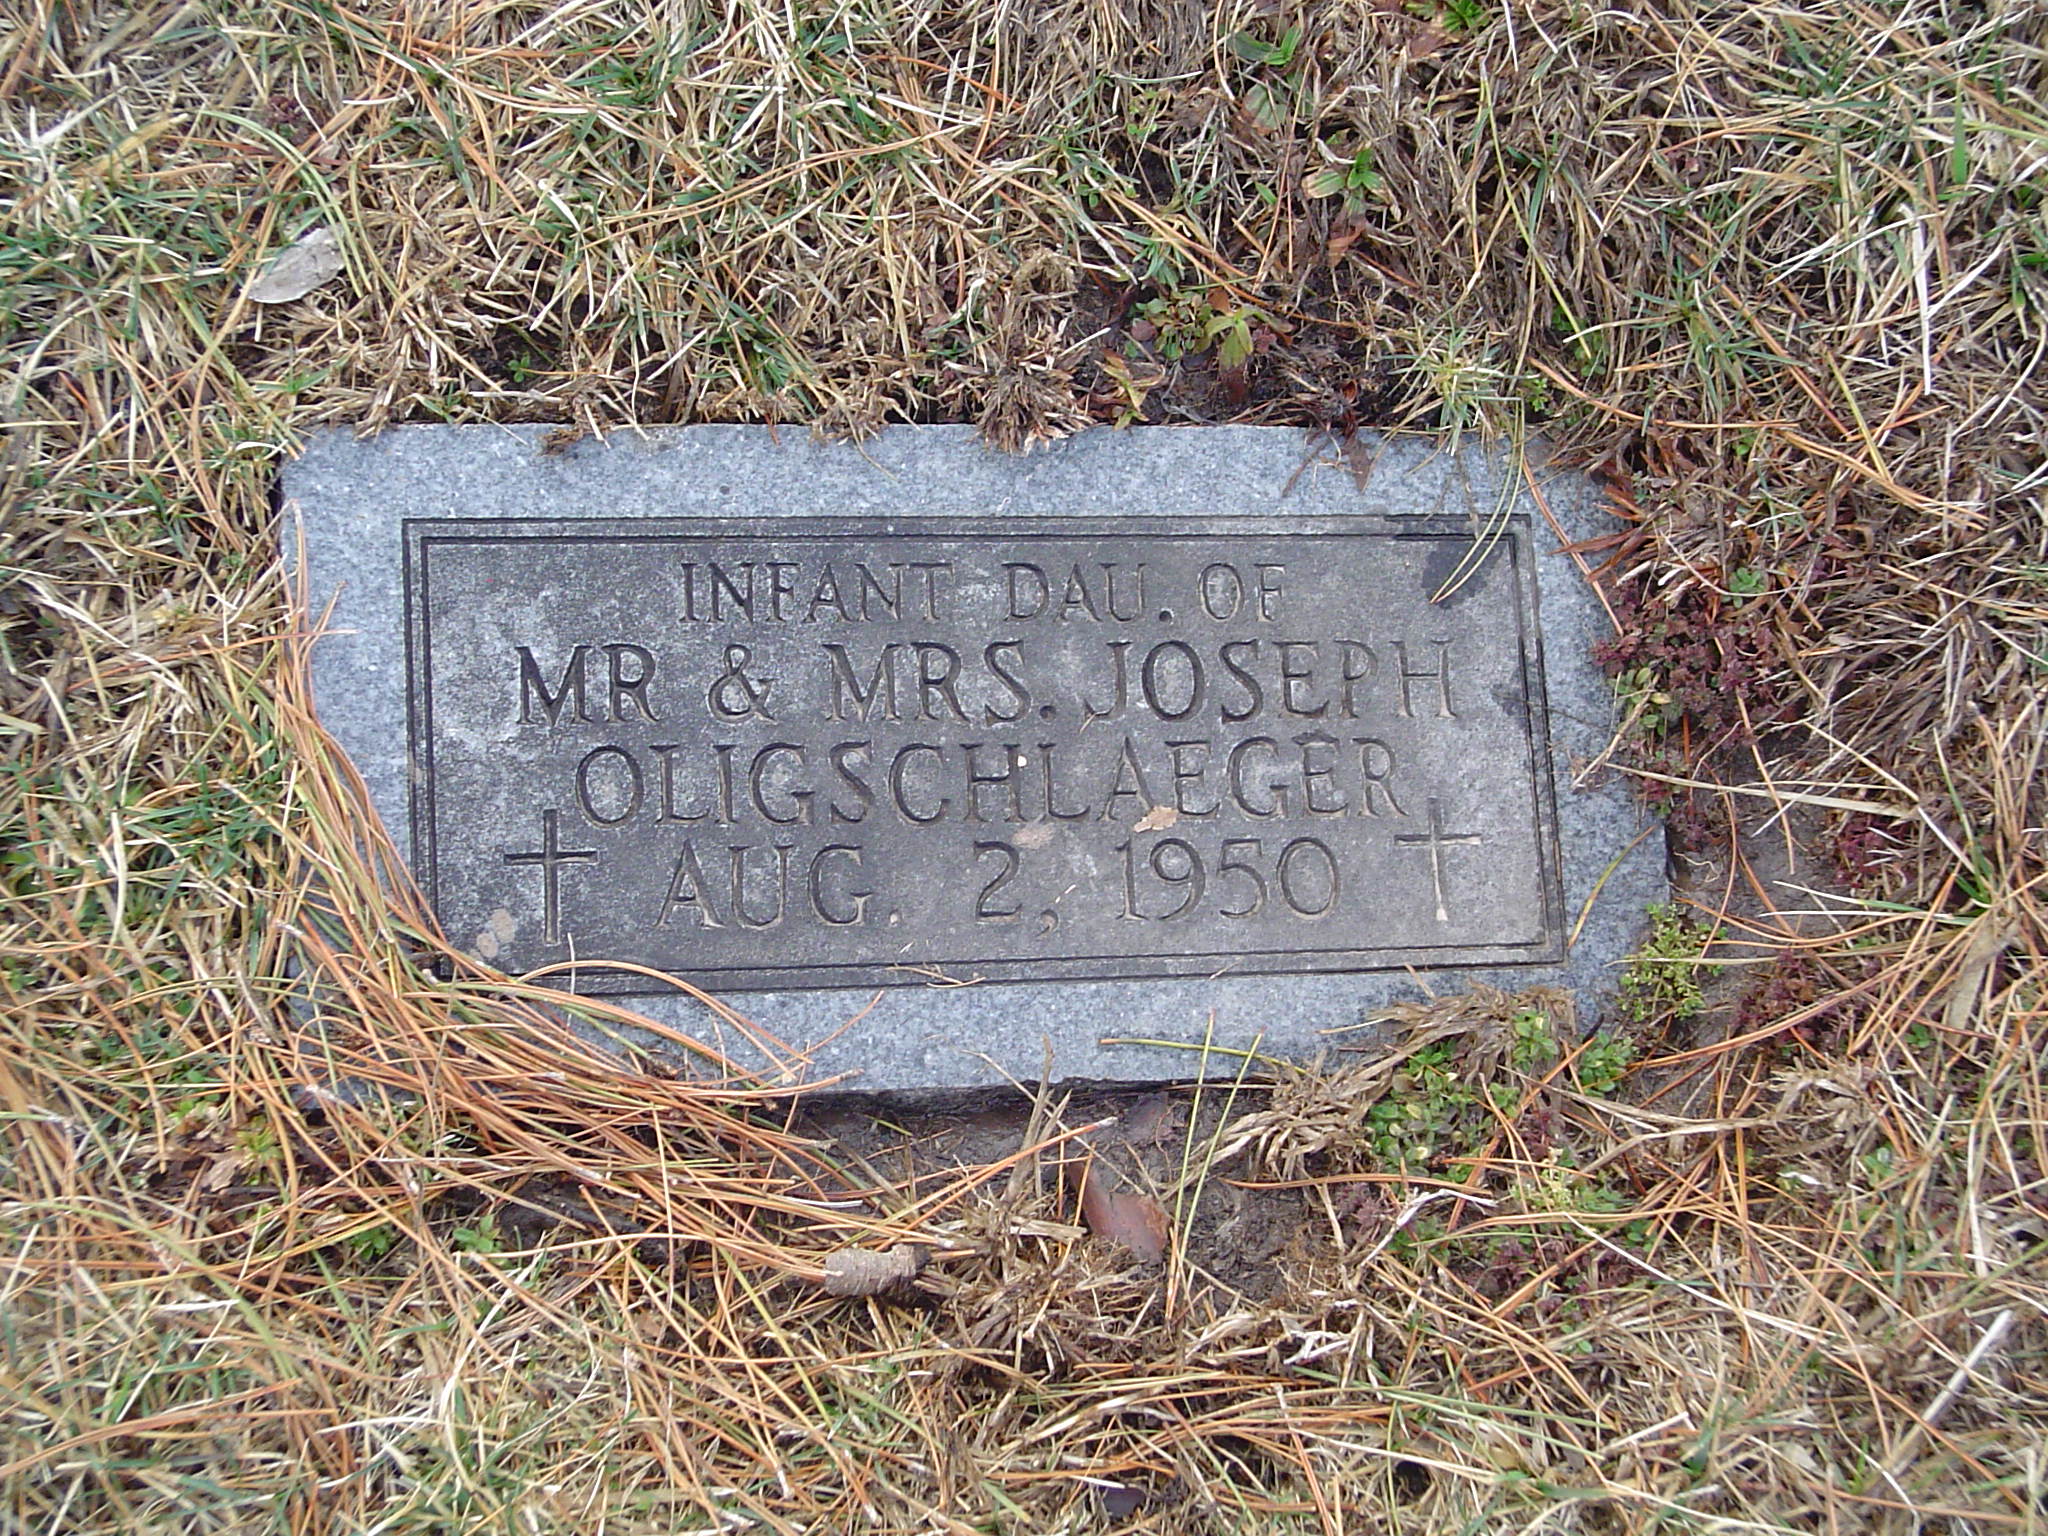 INFANT DAU. OF
MR & MRS. JOSEPH
OLIGSCHLAEGER
AUG. 2, 1950